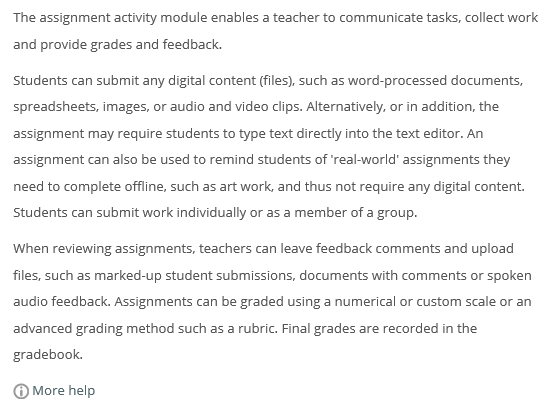 The assignment activity module enables a teacher to communicate tasks, collect work
and provide grades and feedback.
Students can submit any digital content (files), such as word-processed documents,
spreadsheets, images, or audio and video clips. Alternatively, or in addition, the
assignment may require students to type text directly into the text editor. An
assignment can also be used to remind students of 'real-world' assignments they
need to complete offline, such as art work, and thus not require any digital content.
Students can submit work individually or as a member of a group.
When reviewing assignments, teachers can leave feedback comments and upload
files, such as marked-up student submissions, documents with comments or spoken
audio feedback. Assignments can be graded using a numerical or custom scale or an
advanced grading method such as a rubric. Final grades are recorded in the
gradebook.
More help